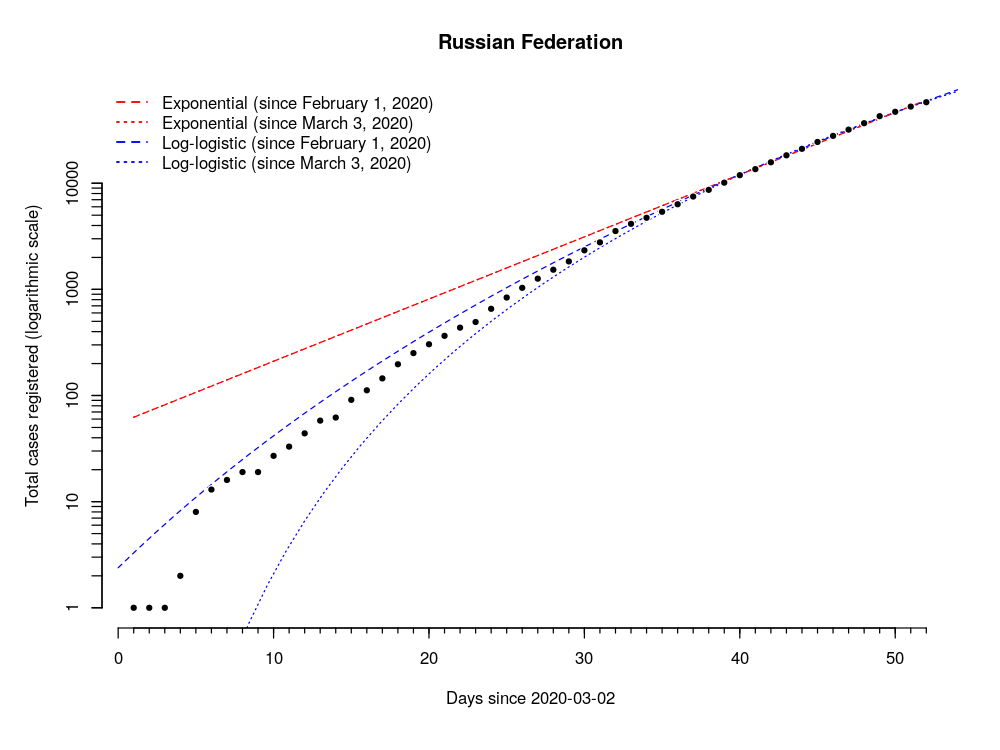 Russian Federation
Exponential (since February 1, 2020)
Exponential (since March 3, 2020)
Log-logistic (since February 1, 2020)
Log-logistic (since March 3, 2020)
Total cases registered (logarithmic scale)
10000
1000
100
10
1
0 10 20 30 40 50
Days since 2020-03-02